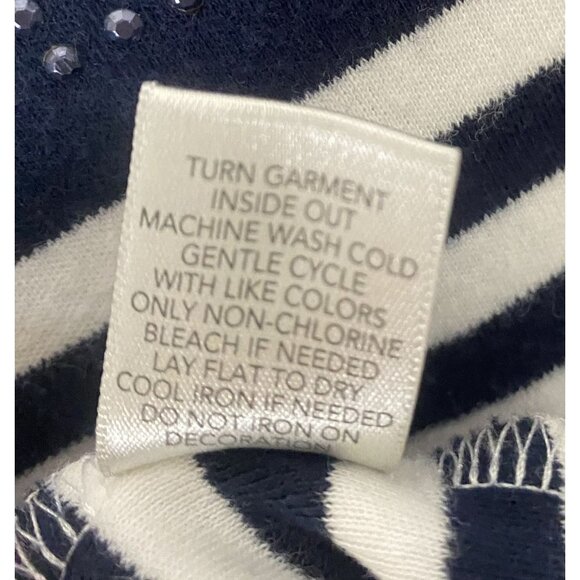 TURN GARMENT
INSIDE OUT
MACHINE WASH COLD
GENTLE CYCLE
WITH LIKE COLORS
ONLY NON-CHLORINE
BLEACH IF NEEDED
LAY FLAT TO DRY
COOL IRON IF NEEDED
DO NOT IRON ON
DECORATION